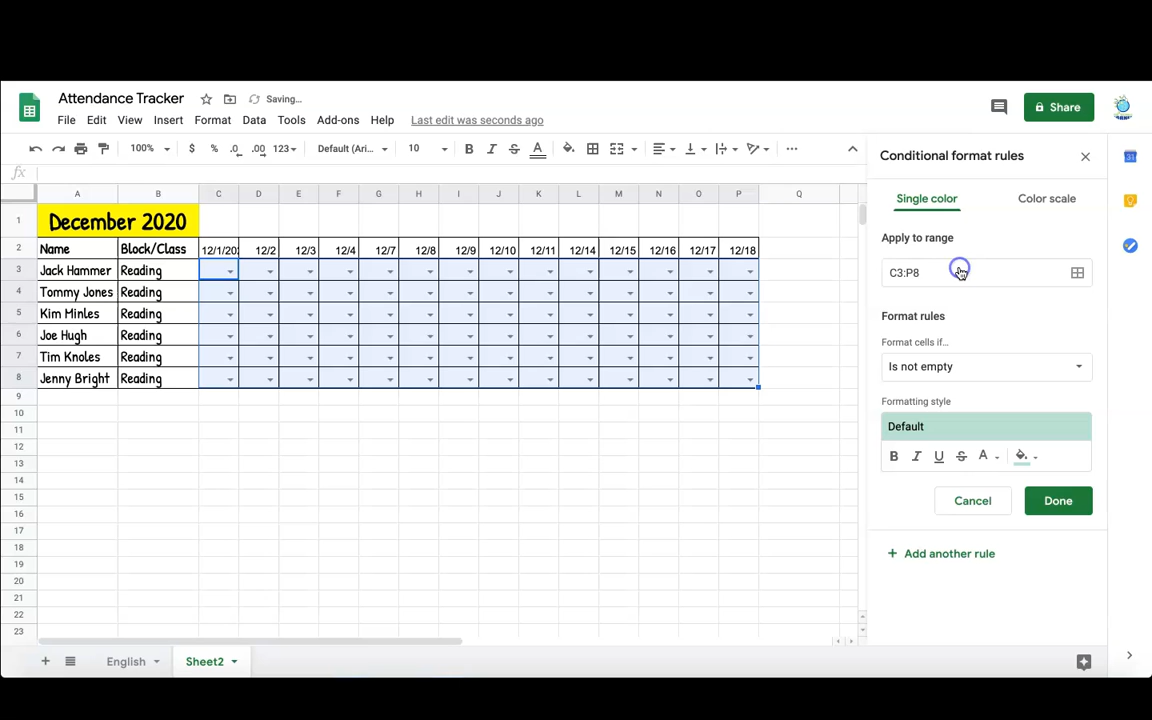 Attendance Tracker Saving…
File Edit View Insert Format Data Tools Add-ons Help Last edit was seconds ago
Share
100% $ % .0 .00 123 Default (Ari... 10 B I S A ...
fx
A B C D E F G H I J K L M N O P Q
1 December 2020
2 Name Block/Class 12/1/20 12/2 12/3 12/4 12/7 12/8 12/9 12/10 12/11 12/14 12/15 12/16 12/17 12/18
3 Jack Hammer Reading
4 Tommy Jones Reading
5 Kim Minles Reading
6 Joe Hugh Reading
7 Tim Knoles Reading
8 Jenny Bright Reading
9
10
11
12
13
14
15
16
17
18
19
20
21
22
23
+ English Sheet2
Conditional format rules
Single color Color scale
Apply to range
C3:P8
Format rules
Format cells if…
Is not empty
Formatting style
Default
B I U S A
Cancel Done
+ Add another rule
31